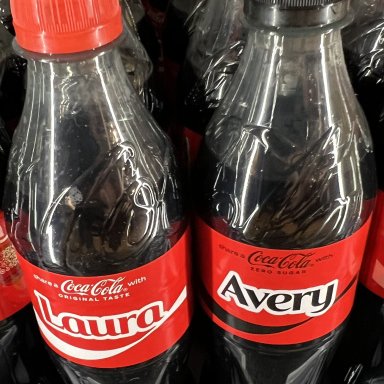 share a Coca-Cola with
ORIGINAL TASTE
Laura
share a Coca-Cola with
ZERO SUGAR
Avery